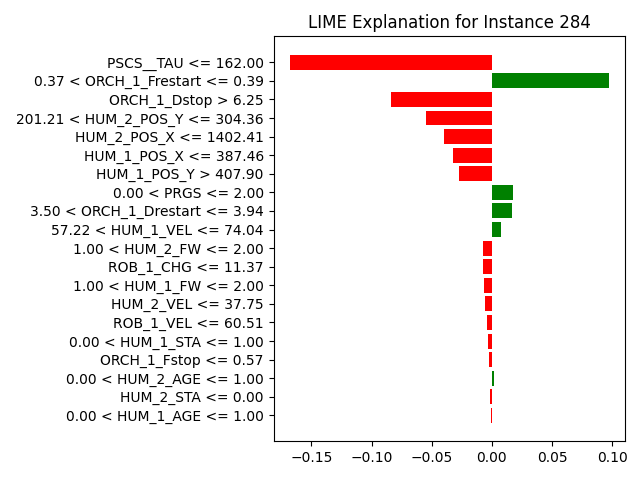 LIME Explanation for Instance 284
PSCS__TAU <= 162.00
0.37 < ORCH_1_Frestart <= 0.39
ORCH_1_Dstop > 6.25
201.21 < HUM_2_POS_Y <= 304.36
HUM_2_POS_X <= 1402.41
HUM_1_POS_X <= 387.46
HUM_1_POS_Y > 407.90
0.00 < PRGS <= 2.00
3.50 < ORCH_1_Drestart <= 3.94
57.22 < HUM_1_VEL <= 74.04
1.00 < HUM_2_FW <= 2.00
ROB_1_CHG <= 11.37
1.00 < HUM_1_FW <= 2.00
HUM_2_VEL <= 37.75
ROB_1_VEL <= 60.51
0.00 < HUM_1_STA <= 1.00
ORCH_1_Fstop <= 0.57
0.00 < HUM_2_AGE <= 1.00
HUM_2_STA <= 0.00
0.00 < HUM_1_AGE <= 1.00
−0.15 −0.10 −0.05 0.00 0.05 0.10